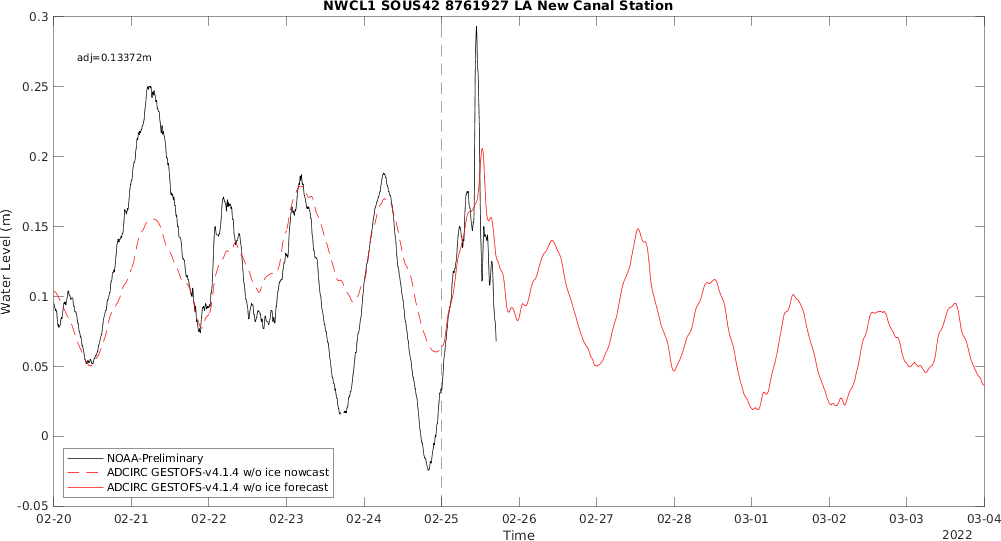 NWCL1 SOUS42 8761927 LA New Canal Station
adj=0.13372m
0.3
0.25
0.2
0.15
0.1
0.05
0
-0.05
Water Level (m)
NOAA-Preliminary
ADCIRC GESTOFS-v4.1.4 w/o ice nowcast
ADCIRC GESTOFS-v4.1.4 w/o ice forecast
02-20 02-21 02-22 02-23 02-24 02-25 02-26 02-27 02-28 03-01 03-02 03-03 03-04
Time
2022